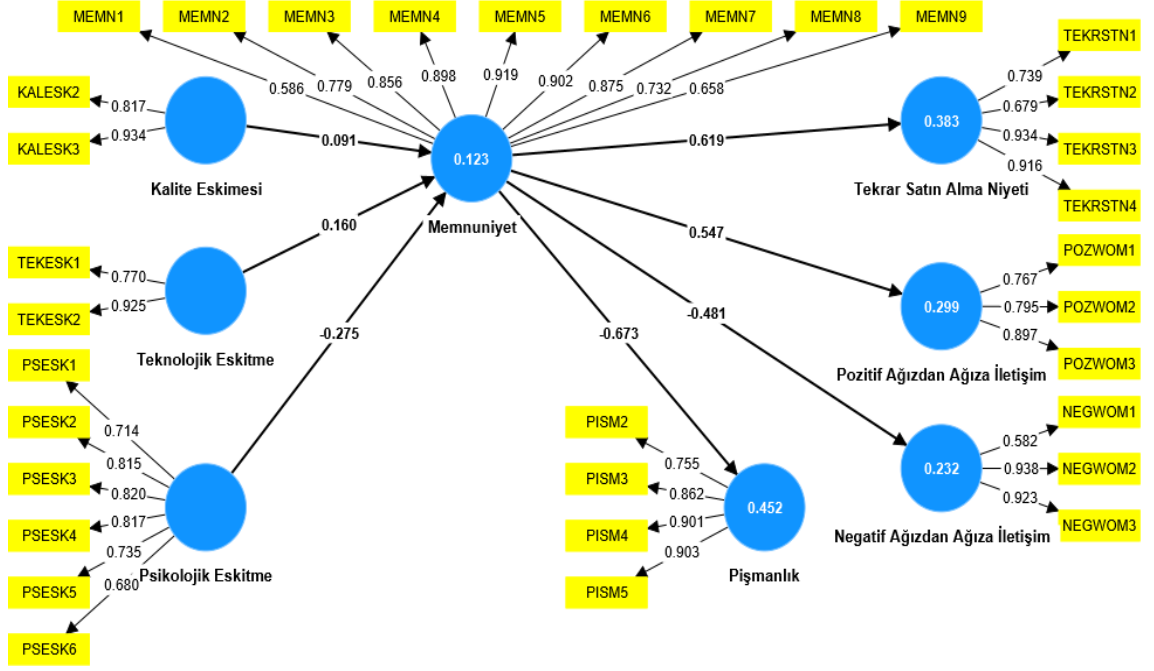 MEMN1
MEMN2
MEMN3
MEMN4
MEMN5
MEMN6
MEMN7
MEMN8
MEMN9
0.586
0.779
0.856
0.898
0.919
0.902
0.875
0.732
0.658
KALESK2
KALESK3
0.817
0.934
Kalite Eskimesi
0.091
TEKESK1
TEKESK2
0.770
0.925
Teknolojik Eskitme
0.160
PSESK1
PSESK2
PSESK3
PSESK4
PSESK5
PSESK6
0.714
0.815
0.820
0.817
0.735
0.680
Psikolojik Eskitme
-0.275
0.123
Memnuniyet
0.619
0.547
-0.481
-0.673
0.383
Tekrar Satın Alma Niyeti
0.739
0.679
0.934
0.916
TEKRSTN1
TEKRSTN2
TEKRSTN3
TEKRSTN4
0.299
Pozitif Ağızdan Ağıza İletişim
0.767
0.795
0.897
POZWOM1
POZWOM2
POZWOM3
0.232
Negatif Ağızdan Ağıza İletişim
0.582
0.938
0.923
NEGWOM1
NEGWOM2
NEGWOM3
PISM2
PISM3
PISM4
PISM5
0.755
0.862
0.901
0.903
0.452
Pişmanlık